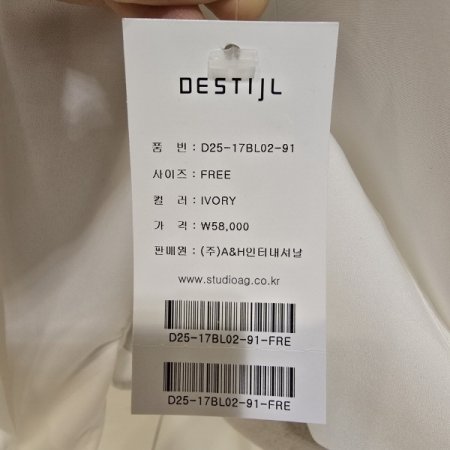 DESTIJL
품 번 : D25-17BL02-91
사이즈 : FREE
컬 러 : IVORY
가 격 : ₩58,000
판매원 : (주)A&H인터내셔날
www.studioag.co.kr
D25-17BL02-91-FRE
D25-17BL02-91-FRE